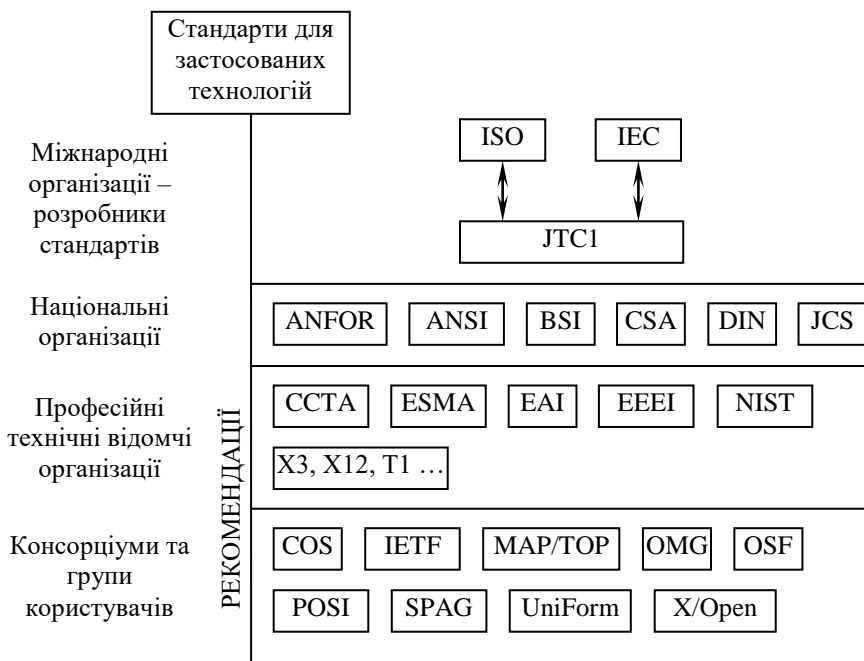 Стандарти для
застосованих
технологій
Міжнародні
організації –
розробники
стандартів
ISO IEC
JTC1
Національні
організації
ANFOR ANSI BSI CSA DIN JCS
Професійні
технічні відомчі
організації
CCTA ESMA EAI EEEI NIST
X3, X12, T1 ...
РЕКОМЕНДАЦІЇ
Консорціуми та
групи
користувачів
COS IETF MAP/TOP OMG OSF
POSI SPAG UniForm X/Open